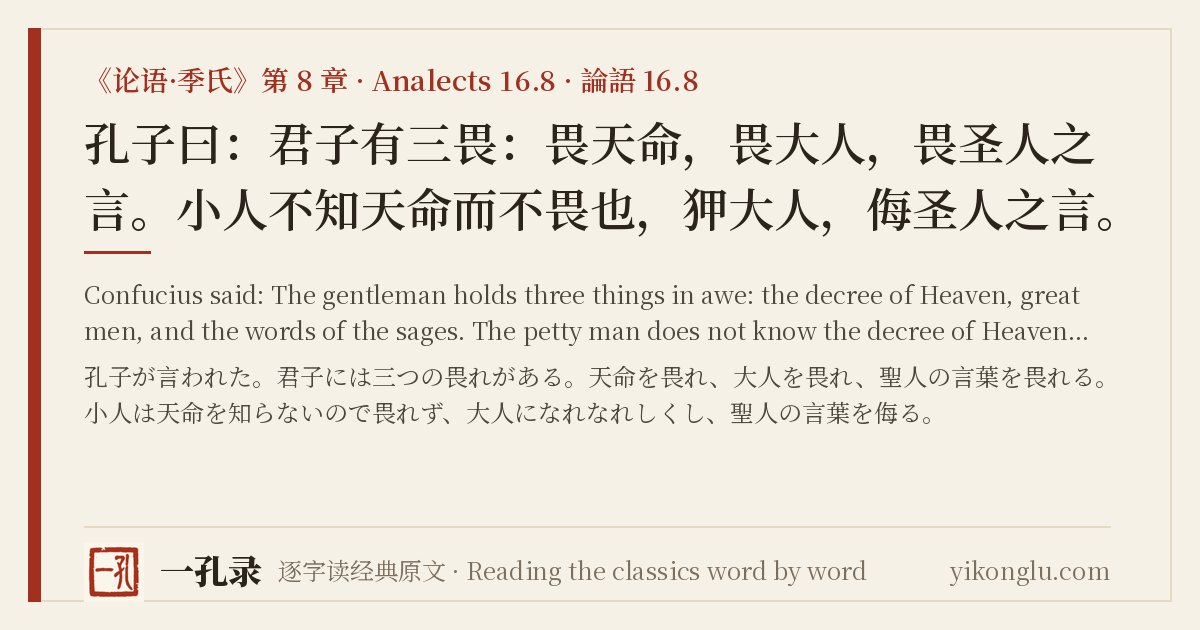 《论语·季氏》第 8 章 · Analects 16.8 · 論語 16.8
孔子曰：君子有三畏：畏天命，畏大人，畏圣人之
言。小人不知天命而不畏也，狎大人，侮圣人之言。
Confucius said: The gentleman holds three things in awe: the decree of Heaven, great
men, and the words of the sages. The petty man does not know the decree of Heaven…
孔子が言われた。君子には三つの畏れがある。天命を畏れ、大人を畏れ、聖人の言葉を畏れる。
小人は天命を知らないので畏れず、大人になれなれしくし、聖人の言葉を侮る。
一孔
一孔录 逐字读经典原文 · Reading the classics word by word yikonglu.com